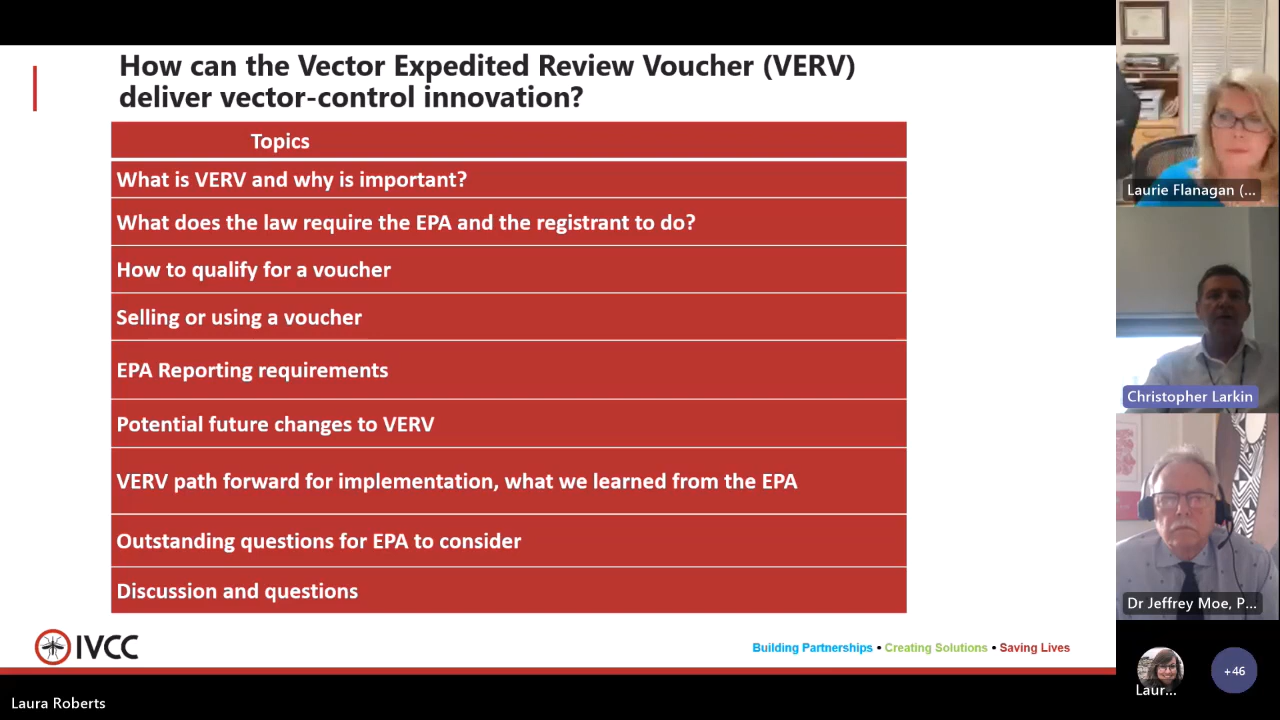 How can the Vector Expedited Review Voucher (VERV)
deliver vector-control innovation?
Topics
What is VERV and why is important?
What does the law require the EPA and the registrant to do?
How to qualify for a voucher
Selling or using a voucher
EPA Reporting requirements
Potential future changes to VERV
VERV path forward for implementation, what we learned from the EPA
Outstanding questions for EPA to consider
Discussion and questions
IVCC
Building Partnerships • Creating Solutions • Saving Lives
Laura Roberts
Laurie Flanagan (...
Christopher Larkin
Dr Jeffrey Moe, P...
Laur...
+46